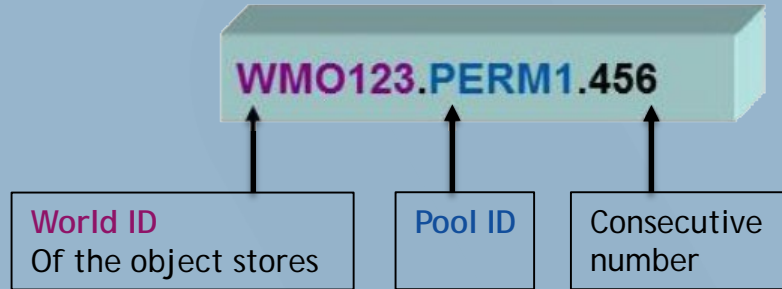 WMO123.PERM1.456
World ID
Of the object stores
Pool ID
Consecutive
number